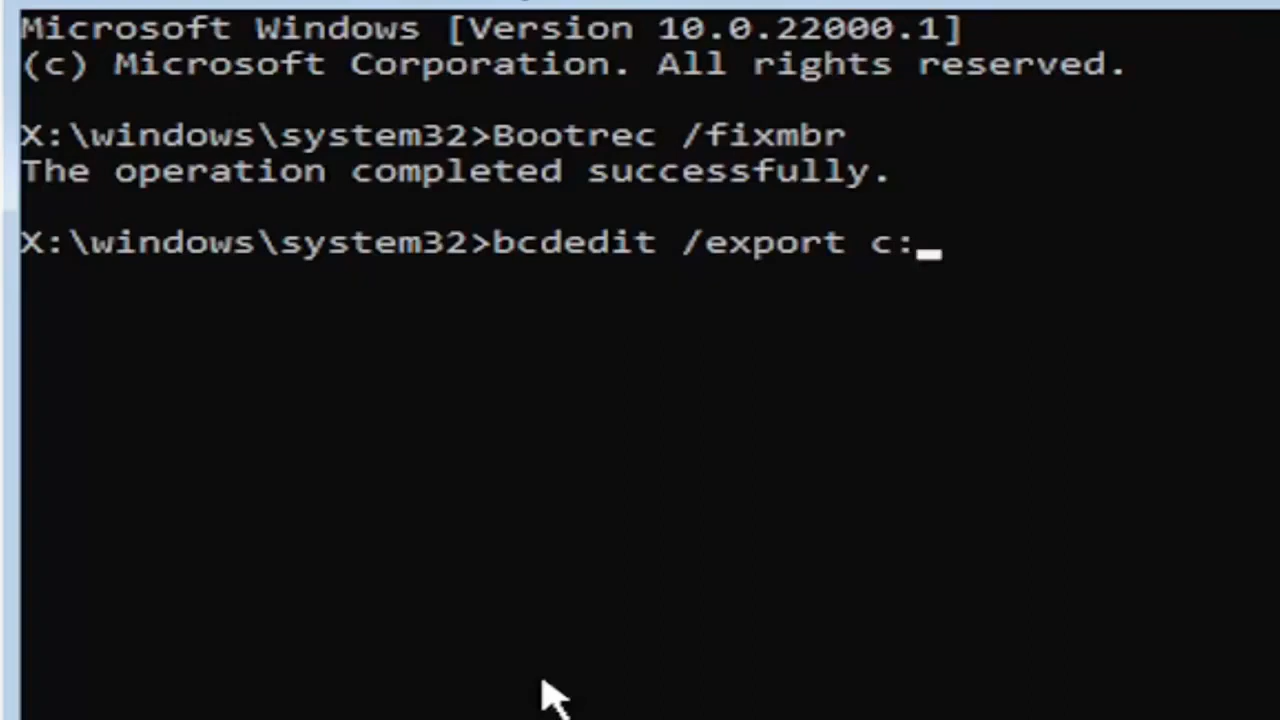 Microsoft Windows [Version 10.0.22000.1]
(c) Microsoft Corporation. All rights reserved.
X:\windows\system32>Bootrec /fixmbr
The operation completed successfully.
X:\windows\system32>bcdedit /export c: